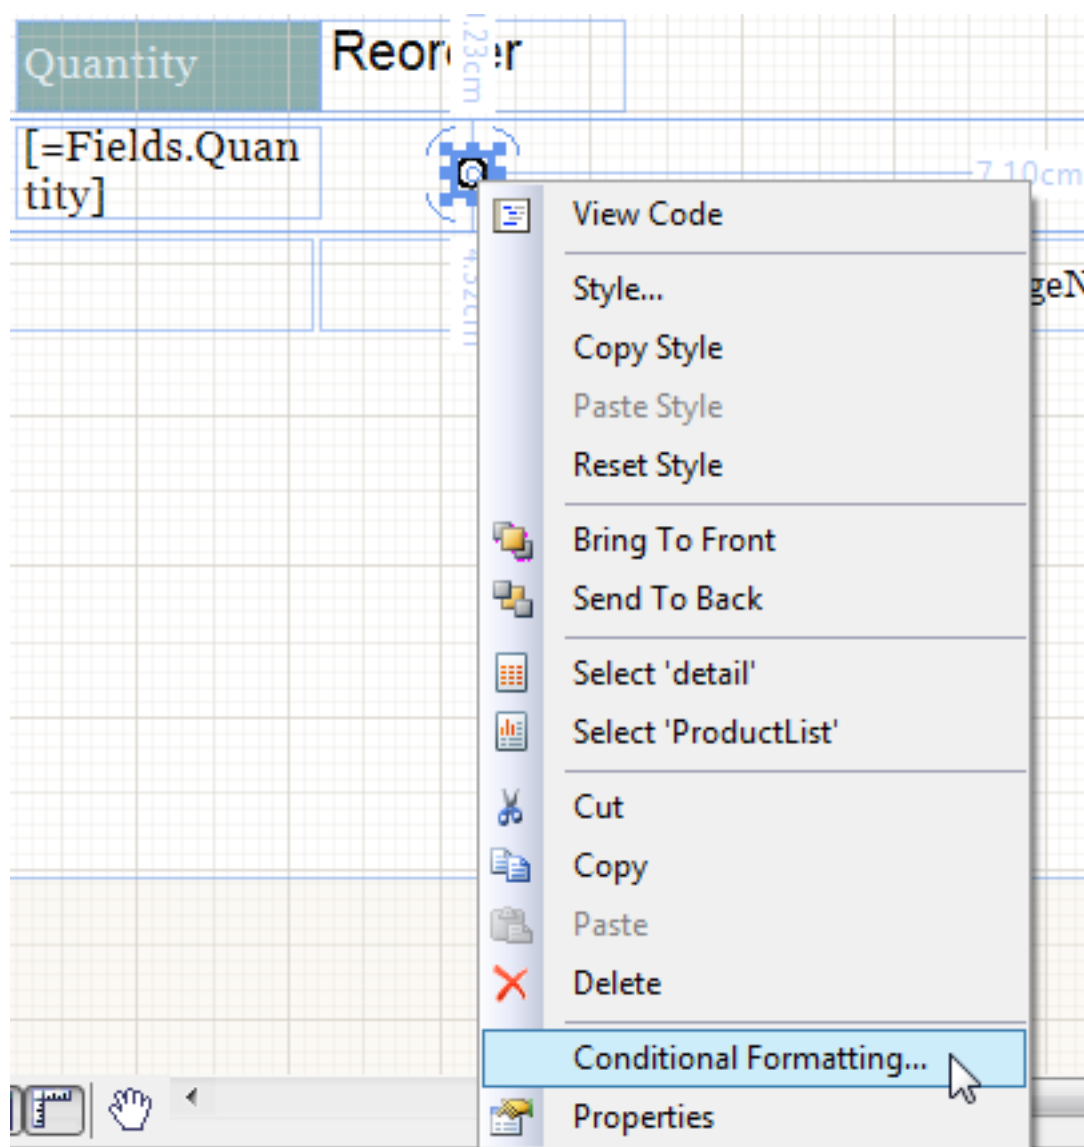 Quantity
Reorder
[=Fields.Quan
tity]
7.10cm
View Code
Style...
geN
Copy Style
Paste Style
Reset Style
Bring To Front
Send To Back
Select 'detail'
Select 'ProductList'
Cut
Copy
Paste
Delete
Conditional Formatting...
Properties